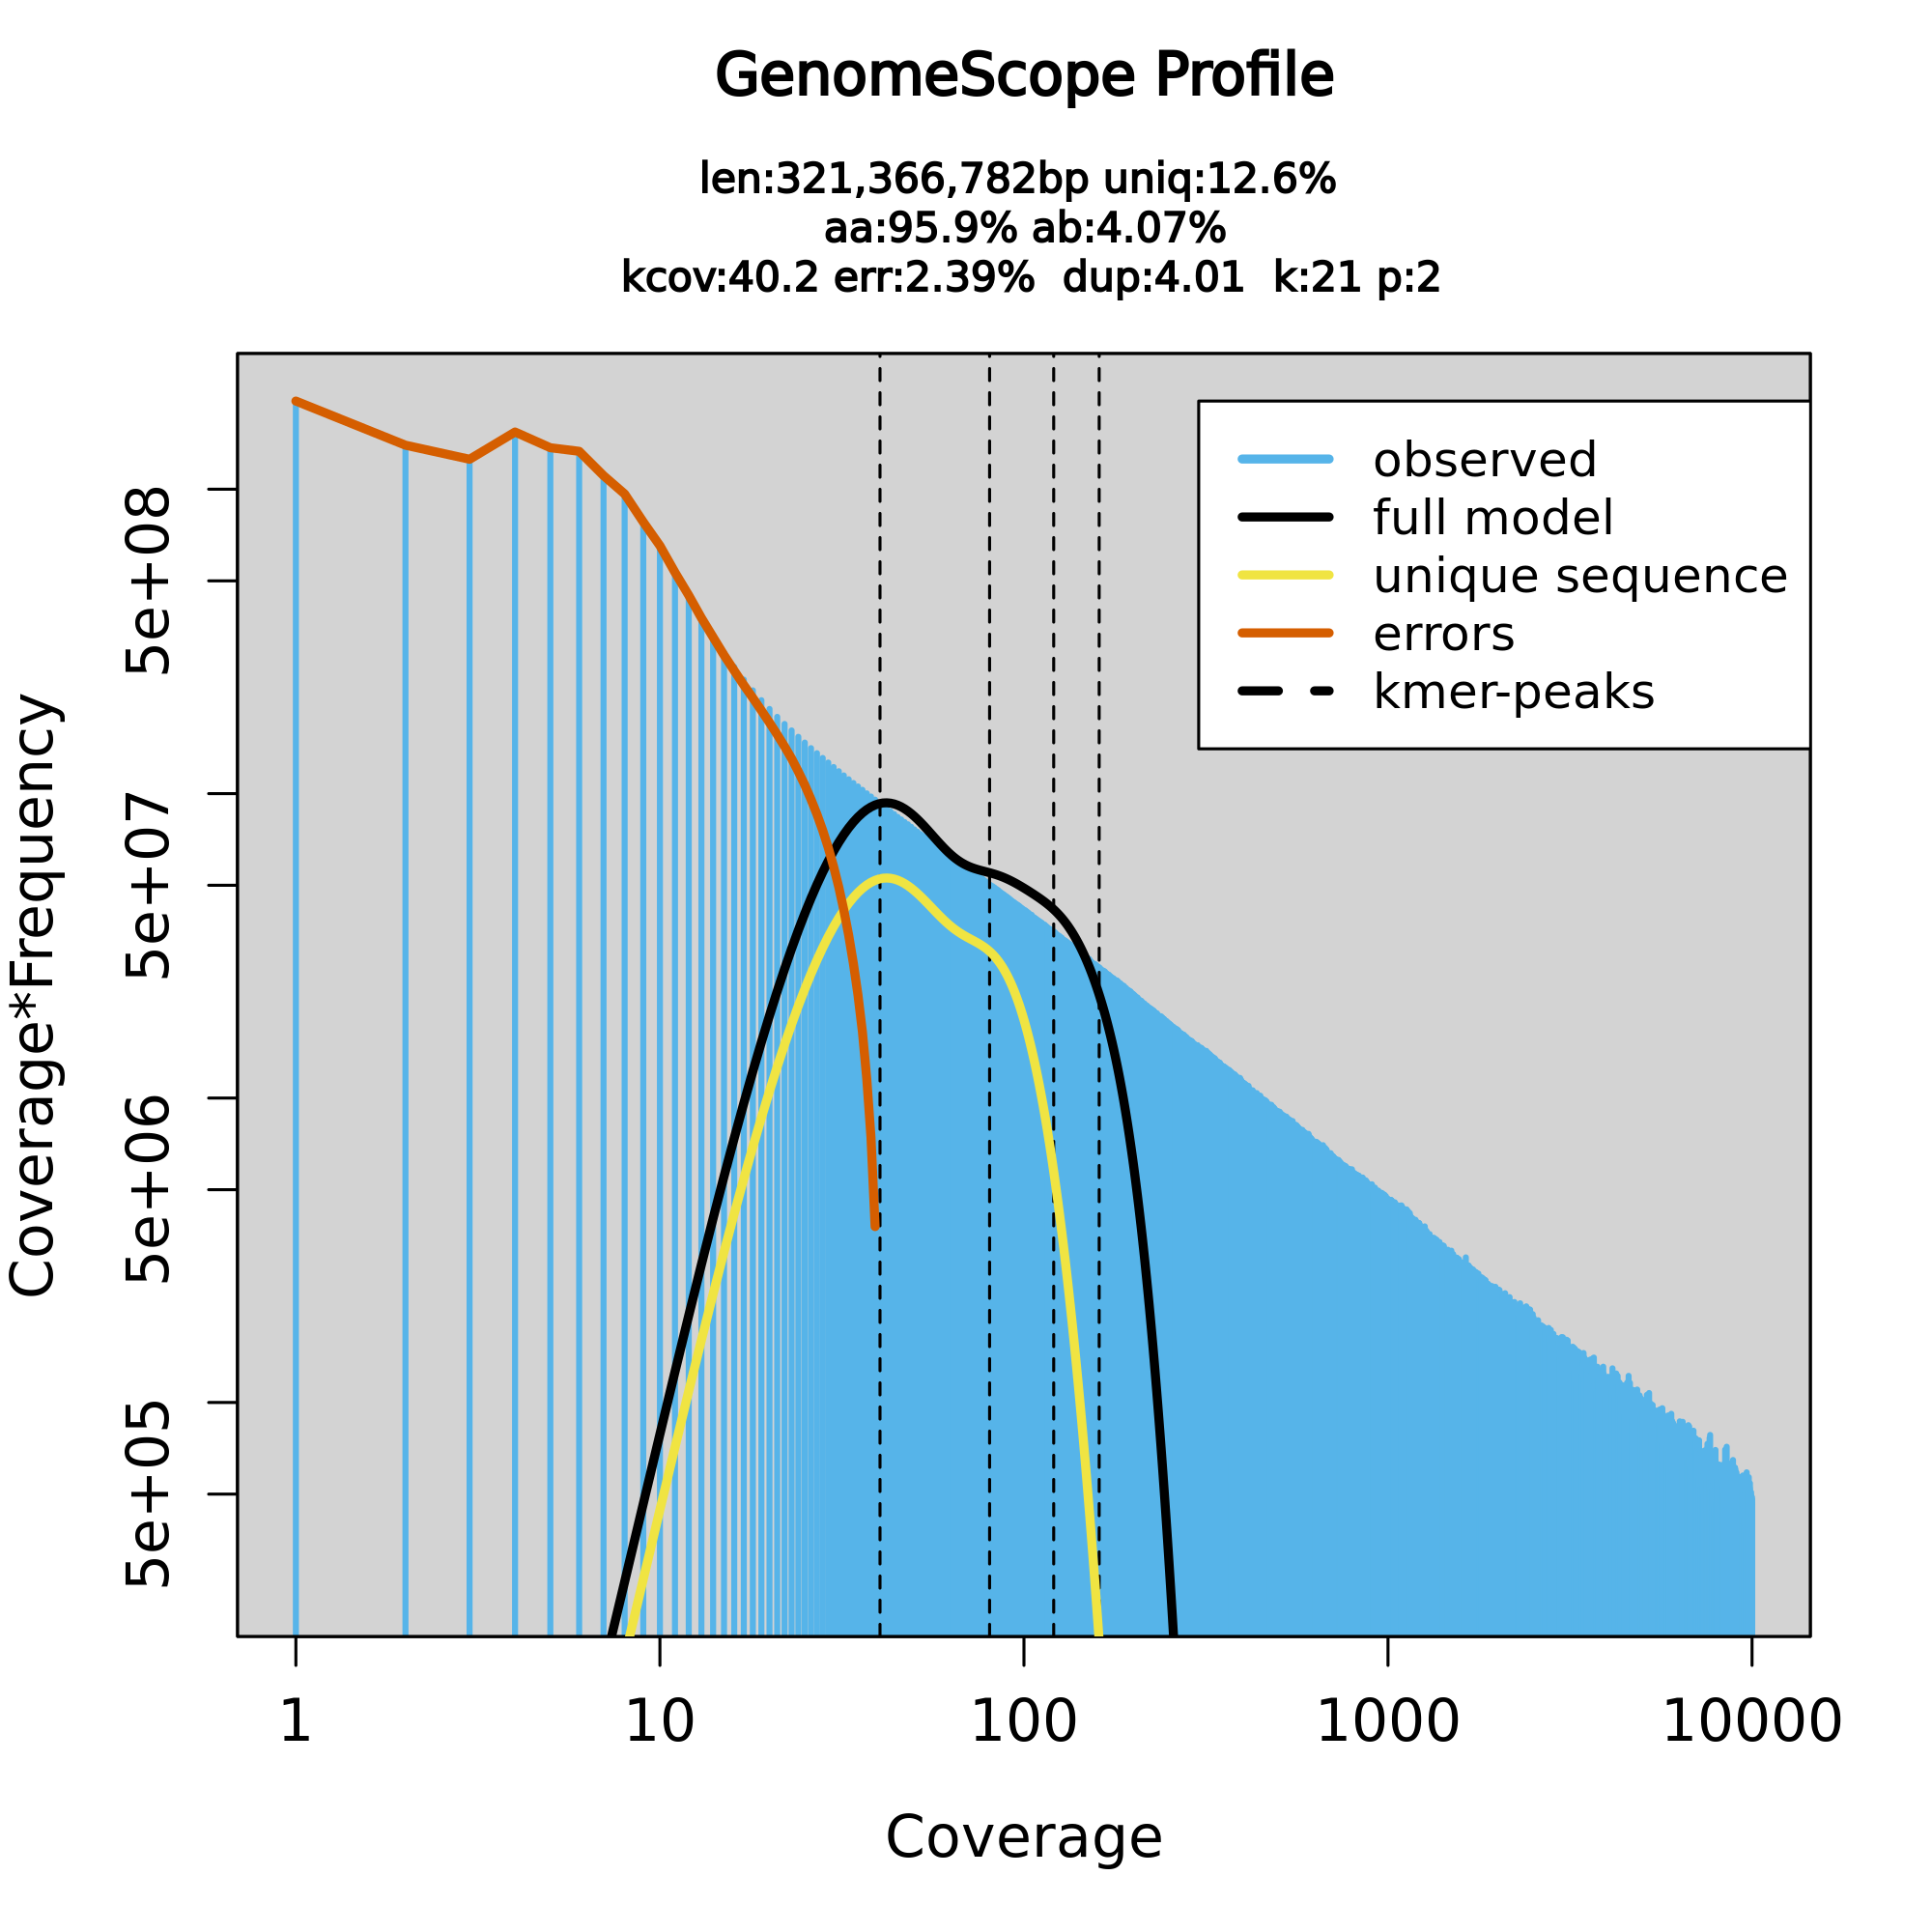 GenomeScope Profile
len:321,366,782bp uniq:12.6%
aa:95.9% ab:4.07%
kcov:40.2 err:2.39%  dup:4.01  k:21 p:2
observed
full model
unique sequence
errors
kmer-peaks
Coverage*Frequency
5e+08
5e+07
5e+06
5e+05
1 10 100 1000 10000
Coverage